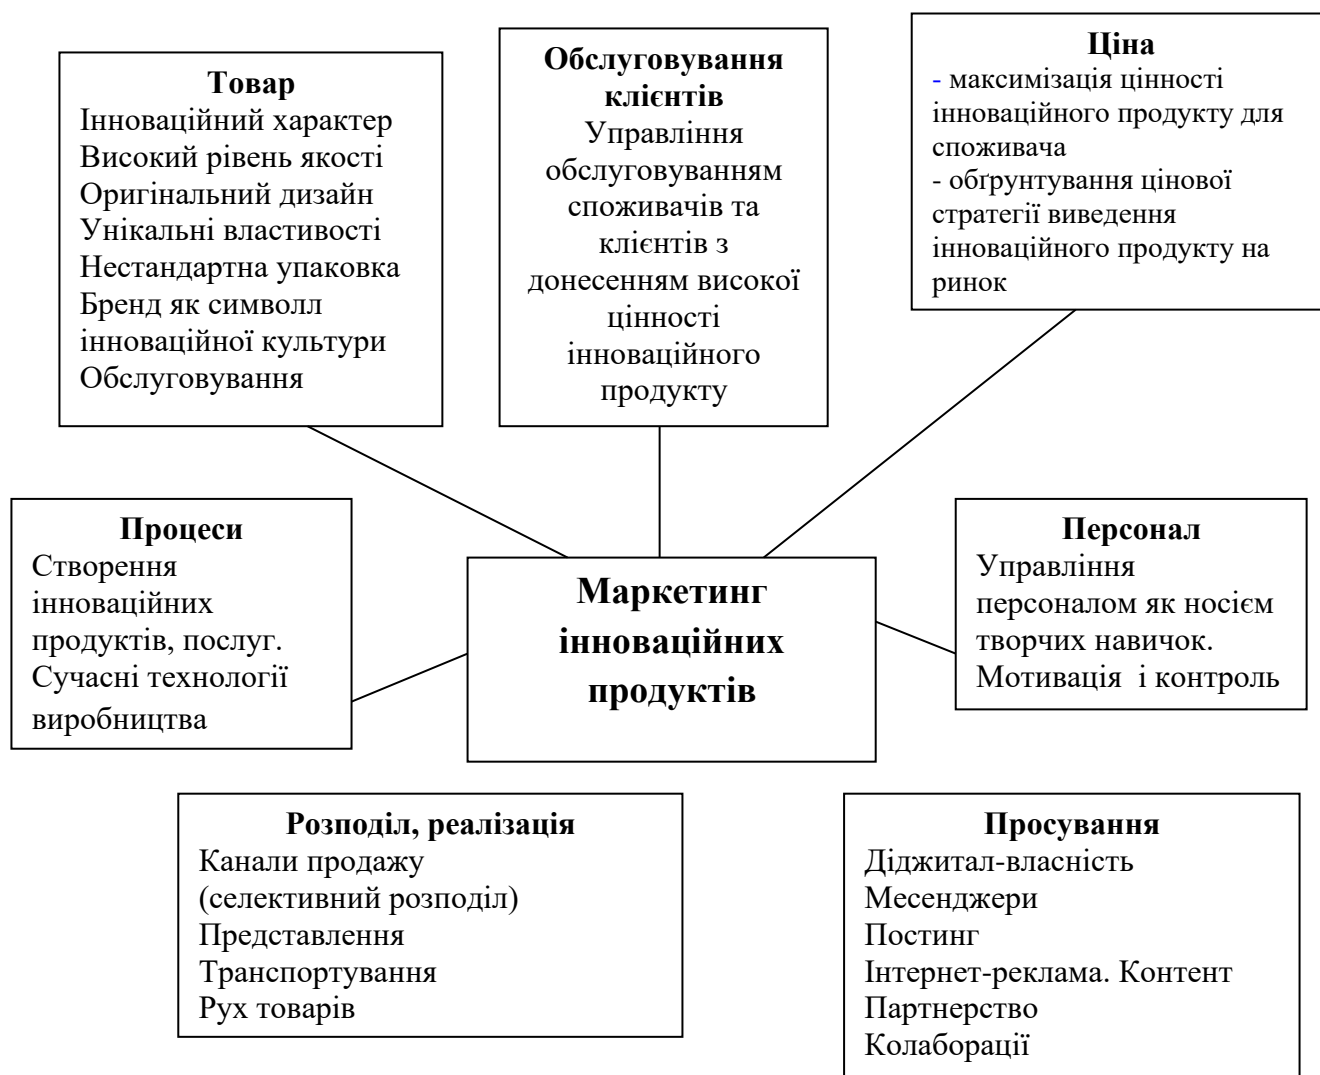 Товар
Інноваційний характер
Високий рівень якості
Оригінальний дизайн
Унікальні властивості
Нестандартна упаковка
Бренд як символл
інноваційної культури
Обслуговування
Обслуговування
клієнтів
Управління
обслуговуванням
споживачів та
клієнтів з
донесенням високої
цінності
інноваційного
продукту
Ціна
- максимізація цінності
інноваційного продукту для
споживача
- обґрунтування цінової
стратегії виведення
інноваційного продукту на
ринок
Процеси
Створення
інноваційних
продуктів, послуг.
Сучасні технології
виробництва
Маркетинг
інноваційних
продуктів
Персонал
Управління
персоналом як носієм
творчих навичок.
Мотивація і контроль
Розподіл, реалізація
Канали продажу
(селективний розподіл)
Представлення
Транспортування
Рух товарів
Просування
Діджитал-власність
Месенджери
Постинг
Інтернет-реклама. Контент
Партнерство
Колаборації